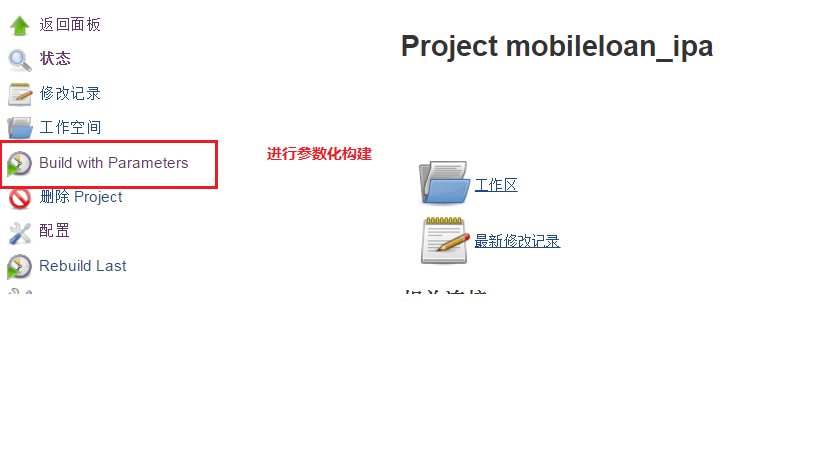 返回面板
状态
修改记录
工作空间
Build with Parameters
删除 Project
配置
Rebuild Last
进行参数化构建
Project mobileloan_ipa
工作区
最新修改记录